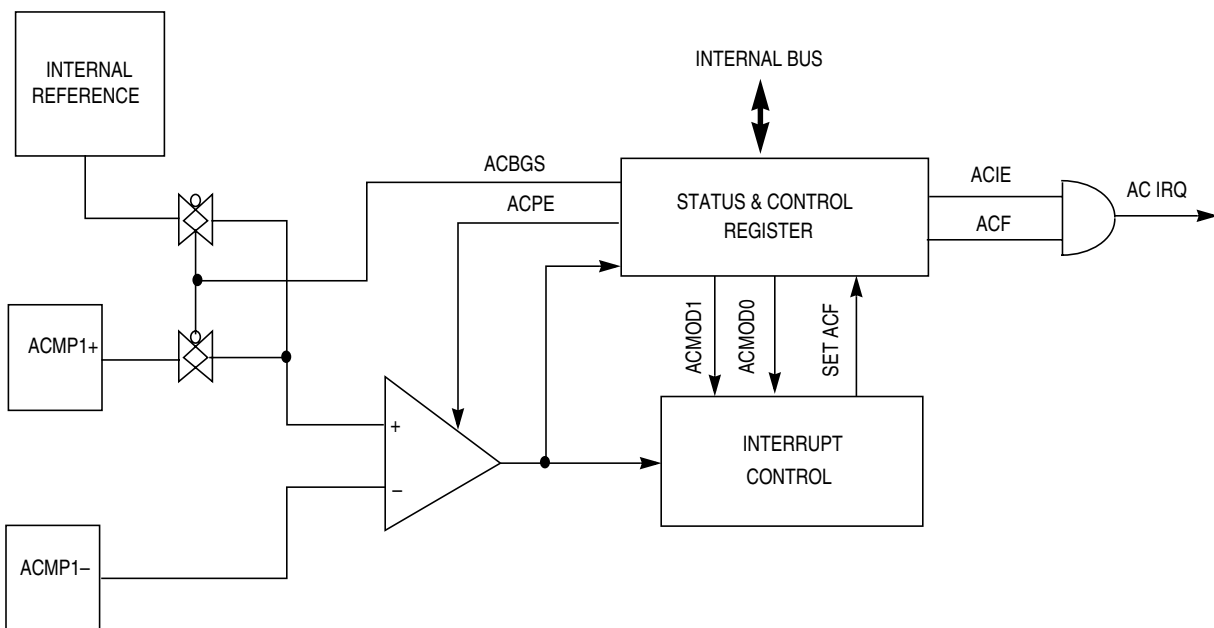 INTERNAL
REFERENCE
INTERNAL BUS
ACBGS
ACPE
STATUS & CONTROL
REGISTER
ACIE
ACF
AC IRQ
ACMP1+
ACMOD1
ACMOD0
SET ACF
+
–
INTERRUPT
CONTROL
ACMP1–